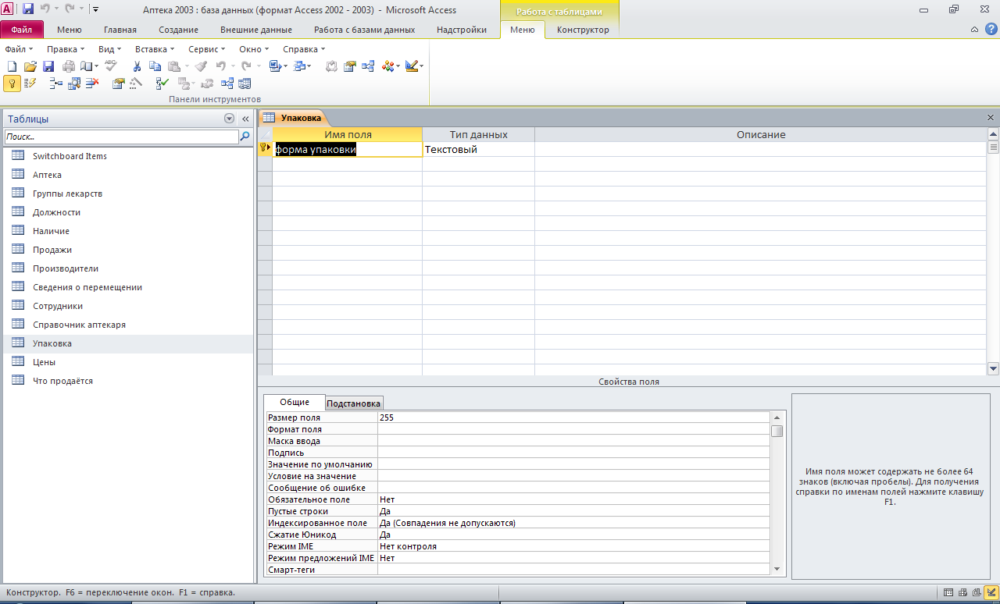 Аптека 2003 : база данных (формат Access 2002 - 2003) - Microsoft Access
Работа с таблицами
Файл Меню Главная Создание Внешние данные Работа с базами данных Надстройки Меню Конструктор
Файл Правка Вид Вставка Сервис Окно Справка
Панели инструментов
Таблицы
Упаковка
Поиск...
Имя поля Тип данных Описание
форма упаковки Текстовый
Switchboard Items
Аптека
Группы лекарств
Должности
Наличие
Продажи
Производители
Сведения о перемещении
Сотрудники
Справочник аптекаря
Упаковка
Цены
Что продаётся
Свойства поля
Общие Подстановка
Размер поля 255
Формат поля
Маска ввода
Подпись
Значение по умолчанию
Условие на значение
Сообщение об ошибке
Обязательное поле Нет
Пустые строки Да
Индексированное поле Да (Совпадения не допускаются)
Сжатие Юникод Да
Режим IME Нет контроля
Режим предложений IME Нет
Смарт-теги
Имя поля может содержать не более 64
знаков (включая пробелы). Для получения
справки по именам полей нажмите клавишу
F1.
Конструктор. F6 = переключение окон. F1 = справка.